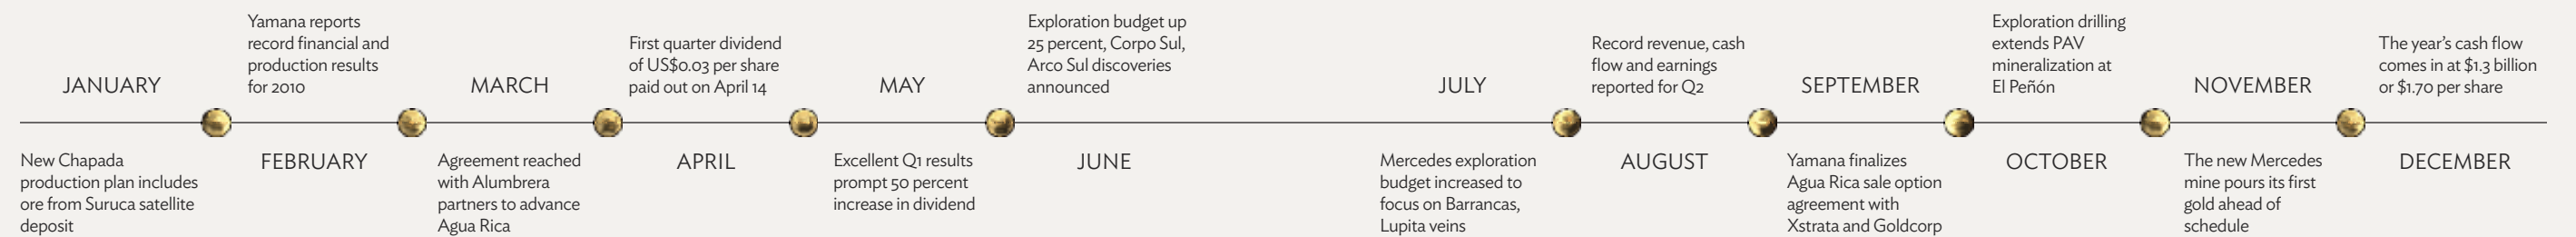 JANUARY
New Chapada
production plan includes
ore from Suruca satellite
deposit
Yamana reports
record financial and
production results
for 2010
FEBRUARY
MARCH
Agreement reached
with Alumbrera
partners to advance
Agua Rica
First quarter dividend
of US$0.03 per share
paid out on April 14
APRIL
MAY
Excellent Q1 results
prompt 50 percent
increase in dividend
Exploration budget up
25 percent, Corpo Sul,
Arco Sul discoveries
announced
JUNE
JULY
Mercedes exploration
budget increased to
focus on Barrancas,
Lupita veins
Record revenue, cash
flow and earnings
reported for Q2
AUGUST
SEPTEMBER
Yamana finalizes
Agua Rica sale option
agreement with
Xstrata and Goldcorp
Exploration drilling
extends PAV
mineralization at
El Peñón
OCTOBER
NOVEMBER
The new Mercedes
mine pours its first
gold ahead of
schedule
The year’s cash flow
comes in at $1.3 billion
or $1.70 per share
DECEMBER